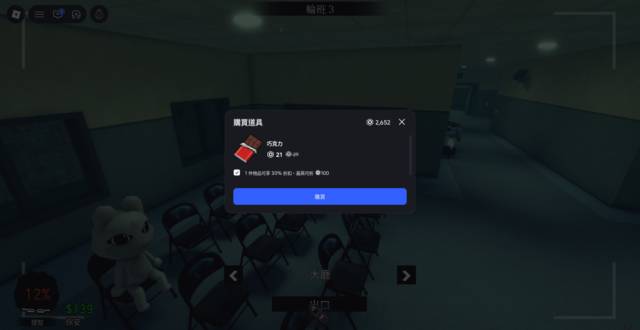 輪班 3
購買道具
2,652
巧克力
21 29
1 件物品可享 30% 折扣，最高可折 100
購買
大廳
出口
12%
$139